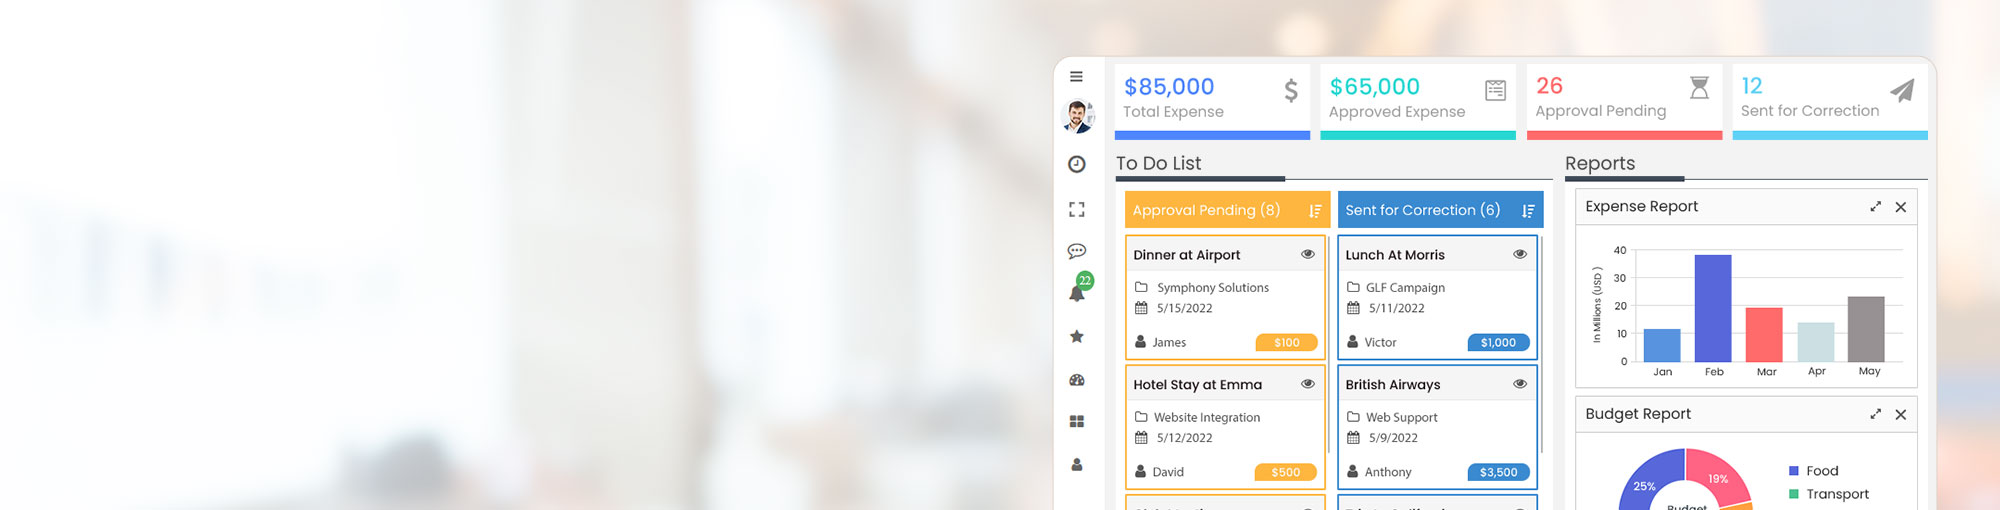 $85,000
Total Expense
$65,000
Approved Expense
26
Approval Pending
12
Sent for Correction
22
To Do List
Approval Pending (8)
Dinner at Airport
Symphony Solutions
5/15/2022
James
$100
Hotel Stay at Emma
Website Integration
5/12/2022
David
$500
Sent for Correction (6)
Lunch At Morris
GLF Campaign
5/11/2022
Victor
$1,000
British Airways
Web Support
5/9/2022
Anthony
$3,500
Reports
Expense Report
In Millions (USD )
40
30
20
10
0
Jan Feb Mar Apr May
Budget Report
25%
19%
Budget
Food
Transport